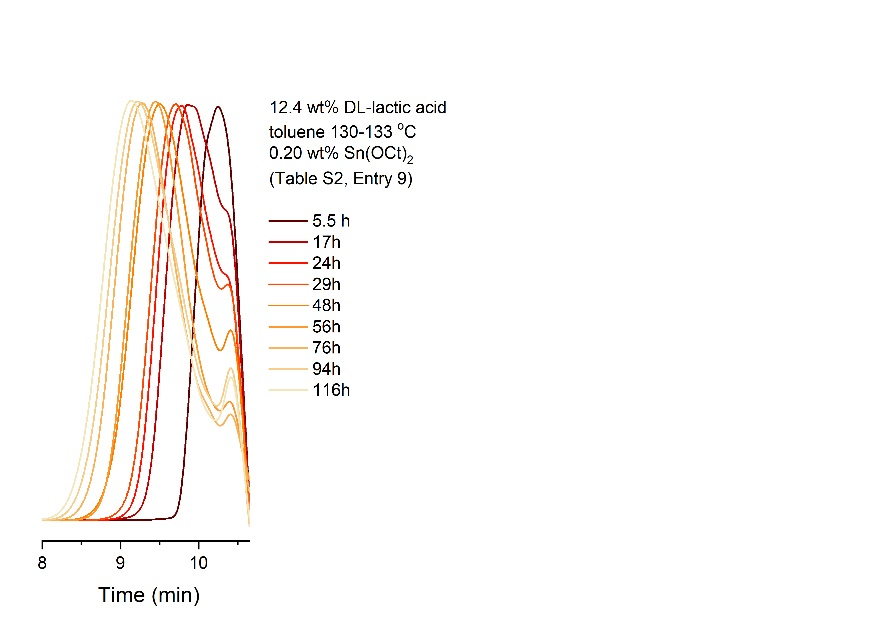 12.4 wt% DL-lactic acid
toluene 130-133 °C
0.20 wt% Sn(OCt)₂
(Table S2, Entry 9)
5.5 h
17h
24h
29h
48h
56h
76h
94h
116h
8 9 10
Time (min)